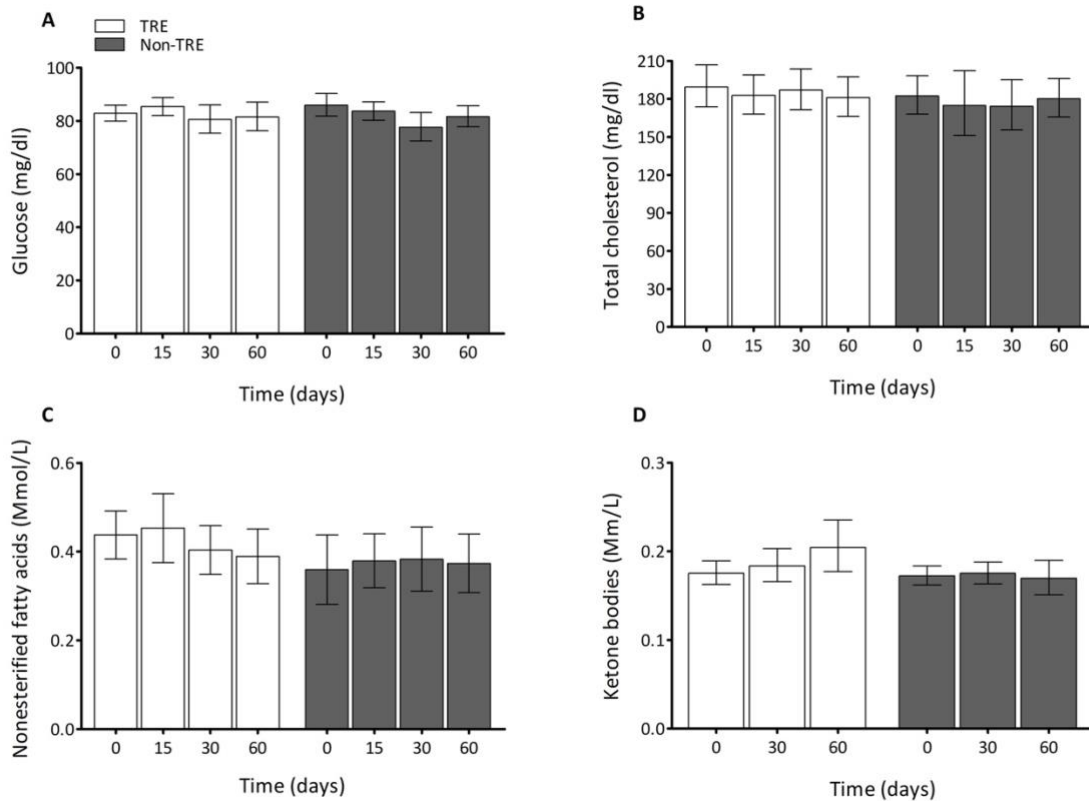 A
TRE
Non-TRE
Glucose (mg/dl)
100
80
60
40
20
0
0 15 30 60 0 15 30 60
Time (days)
B
Total cholesterol (mg/dl)
210
180
150
120
90
60
30
0
0 15 30 60 0 15 30 60
Time (days)
C
Nonesterified fatty acids (Mmol/L)
0.6
0.4
0.2
0.0
0 15 30 60 0 15 30 60
Time (days)
D
Ketone bodies (Mm/L)
0.3
0.2
0.1
0.0
0 30 60 0 30 60
Time (days)